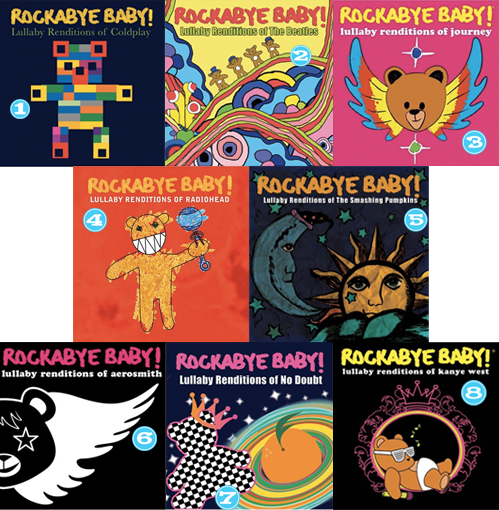 ROCKABYE BABY!
Lullaby Renditions of Coldplay
1
ROCKABYE BABY!
Lullaby Renditions of The Beatles
2
ROCKABYE BABY!
lullaby renditions of journey
3
ROCKABYE BABY!
LULLABY RENDITIONS OF RADIOHEAD
4
ROCKABYE BABY!
Lullaby Renditions of The Smashing Pumpkins
5
ROCKABYE BABY!
lullaby renditions of aerosmith
6
ROCKABYE BABY!
Lullaby Renditions of No Doubt
7
ROCKABYE BABY!
lullaby renditions of kanye west
8